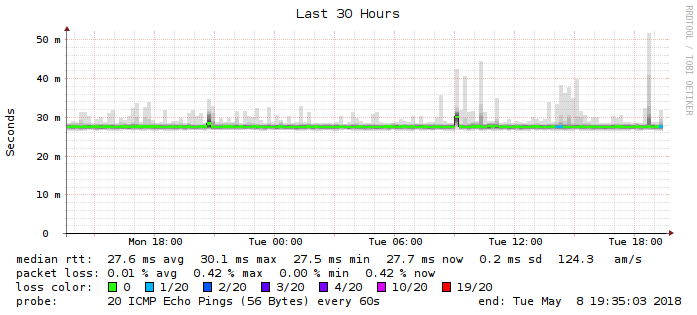 Last 30 Hours
RRDTOOL / TOBI OETIKER
Seconds
50 m
40 m
30 m
20 m
10 m
0
Mon 18:00 Tue 00:00 Tue 06:00 Tue 12:00 Tue 18:00
median rtt: 27.6 ms avg 30.1 ms max 27.5 ms min 27.7 ms now 0.2 ms sd 124.3 am/s
packet loss: 0.01 % avg 0.42 % max 0.00 % min 0.42 % now
loss color: 0 1/20 2/20 3/20 4/20 10/20 19/20
probe: 20 ICMP Echo Pings (56 Bytes) every 60s end: Tue May 8 19:35:03 2018